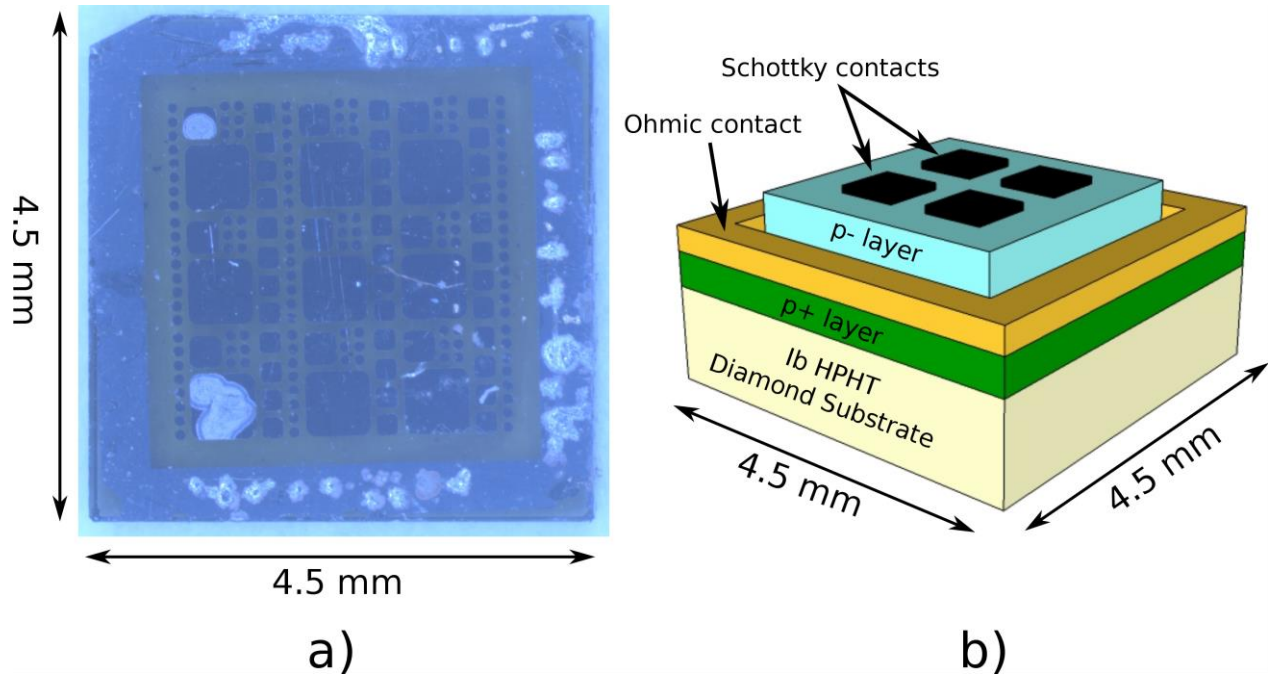 4.5 mm
4.5 mm
a)
Schottky contacts
Ohmic contact
p- layer
p+ layer
Ib HPHT
Diamond Substrate
4.5 mm
4.5 mm
b)